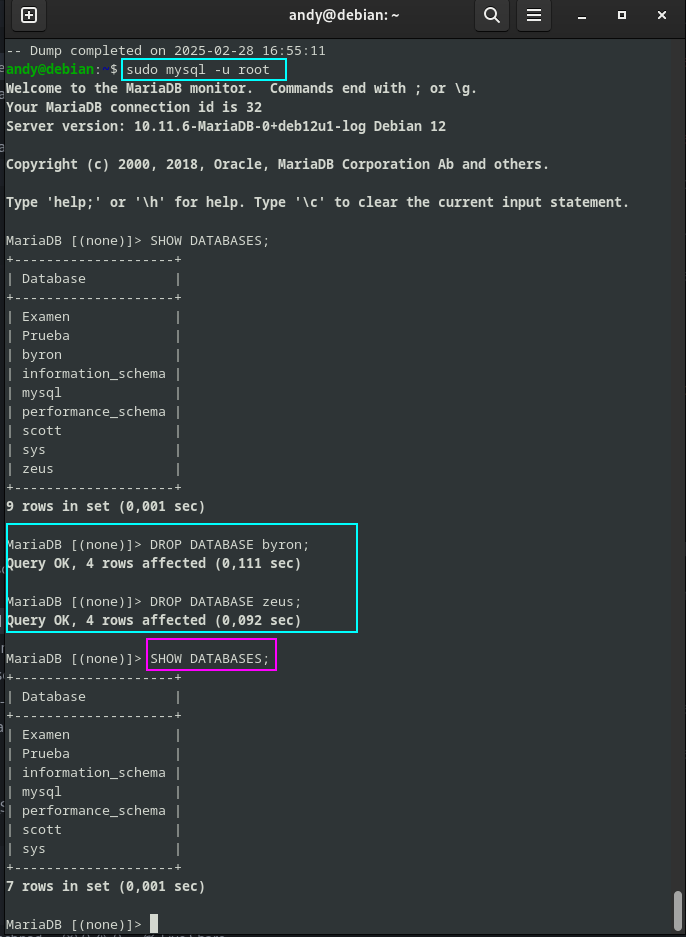 andy@debian: ~
-- Dump completed on 2025-02-28 16:55:11
andy@debian:~$ sudo mysql -u root
Welcome to the MariaDB monitor.  Commands end with ; or \g.
Your MariaDB connection id is 32
Server version: 10.11.6-MariaDB-0+deb12u1-log Debian 12
Copyright (c) 2000, 2018, Oracle, MariaDB Corporation Ab and others.
Type 'help;' or '\h' for help. Type '\c' to clear the current input statement.
MariaDB [(none)]> SHOW DATABASES;
+--------------------+
| Database           |
+--------------------+
| Examen             |
| Prueba             |
| byron              |
| information_schema |
| mysql              |
| performance_schema |
| scott              |
| sys                |
| zeus               |
+--------------------+
9 rows in set (0,001 sec)
MariaDB [(none)]> DROP DATABASE byron;
Query OK, 4 rows affected (0,111 sec)
MariaDB [(none)]> DROP DATABASE zeus;
Query OK, 4 rows affected (0,092 sec)
MariaDB [(none)]> SHOW DATABASES;
+--------------------+
| Database           |
+--------------------+
| Examen             |
| Prueba             |
| information_schema |
| mysql              |
| performance_schema |
| scott              |
| sys                |
+--------------------+
7 rows in set (0,001 sec)
MariaDB [(none)]>